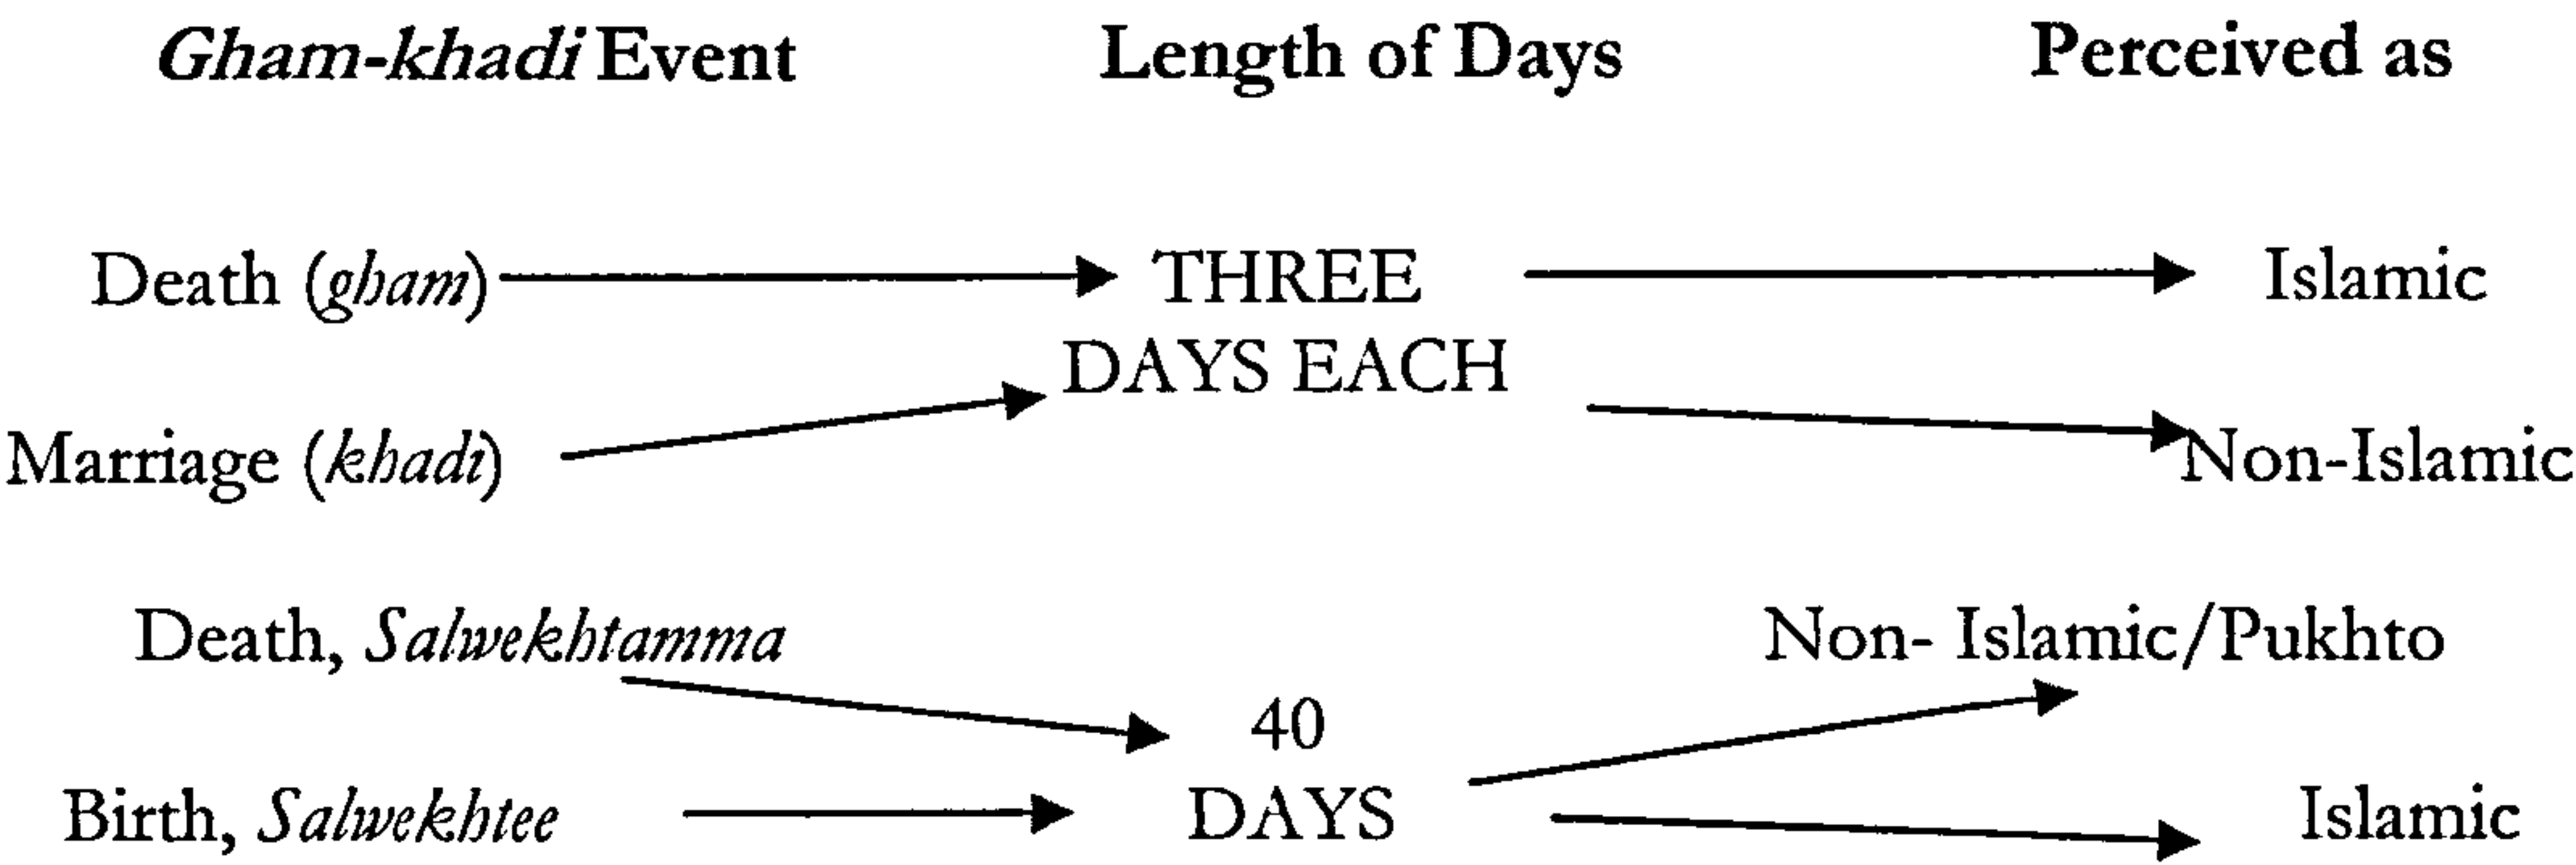 Gham-khadi Event Length of Days Perceived as
Death (gham) THREE Islamic
DAYS EACH
Marriage (khadi) Non-Islamic
Death, Salwekhtamma Non- Islamic/Pukhto
40
Birth, Salwekhtee DAYS Islamic